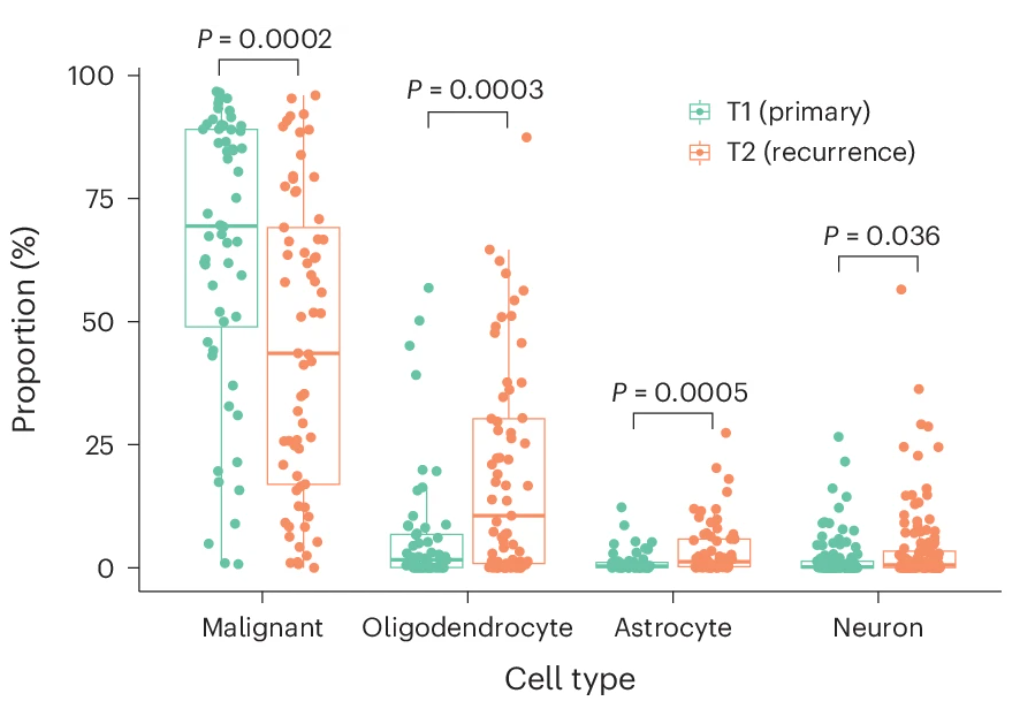 P = 0.0002
P = 0.0003
T1 (primary)
T2 (recurrence)
P = 0.036
P = 0.0005
Proportion (%)
100
75
50
25
0
Malignant Oligodendrocyte Astrocyte Neuron
Cell type